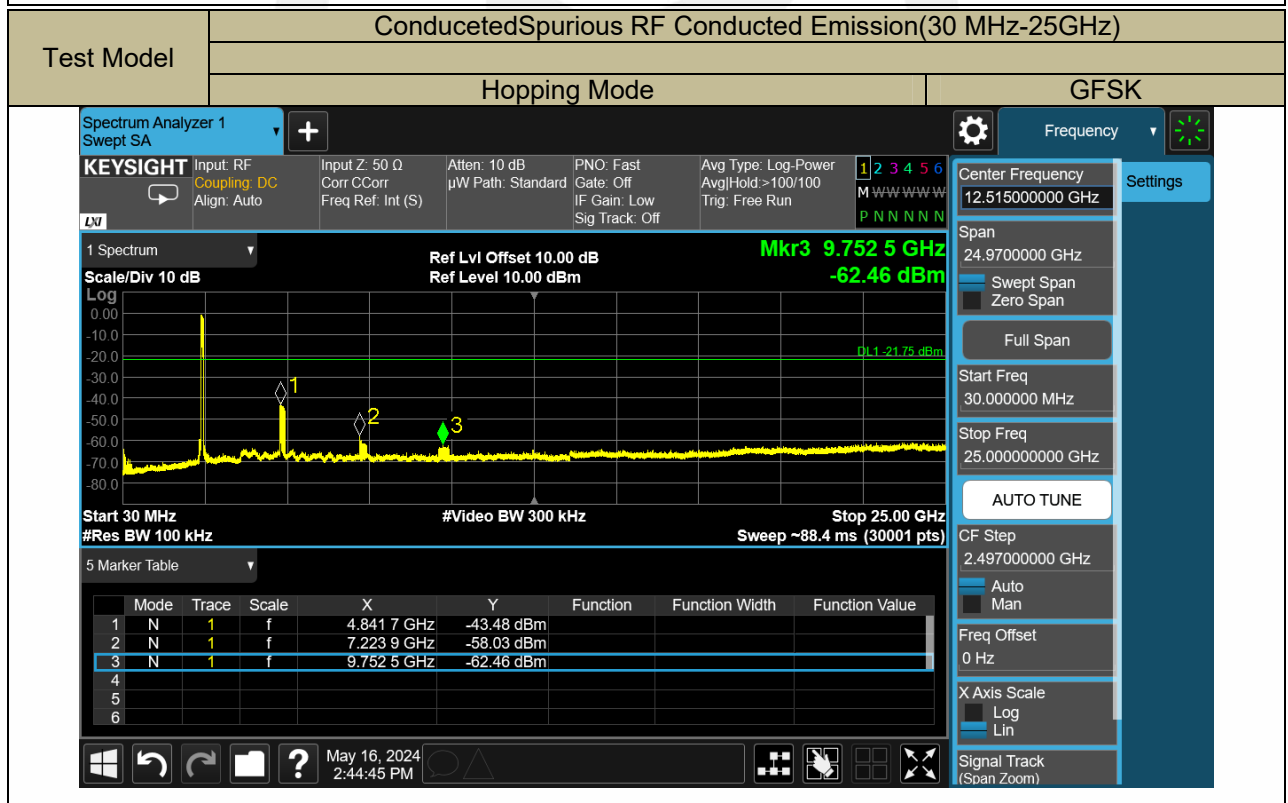 ConducetedSpurious RF Conducted Emission(30 MHz-25GHz)
Test Model
Hopping Mode GFSK
Spectrum Analyzer 1
Swept SA
+
Frequency
KEYSIGHT Input: RF Input Z: 50 Ω Atten: 10 dB PNO: Fast Avg Type: Log-Power 1 2 3 4 5 6
Coupling: DC Corr CCorr µW Path: Standard Gate: Off Avg|Hold:>100/100 M W W W W W
Align: Auto Freq Ref: Int (S) IF Gain: Low Trig: Free Run
LXI Sig Track: Off P N N N N N
1 Spectrum
Ref Lvl Offset 10.00 dB
Mkr3 9.752 5 GHz
Scale/Div 10 dB Ref Level 10.00 dBm -62.46 dBm
Log
0.00
-10.0
-20.0
DL1 -21.75 dBm
-30.0
1
-40.0
-50.0
2
3
-60.0
-70.0
-80.0
Start 30 MHz #Video BW 300 kHz Stop 25.00 GHz
#Res BW 100 kHz Sweep ~88.4 ms (30001 pts)
5 Marker Table
Mode Trace Scale X Y Function Function Width Function Value
1 N 1 f 4.841 7 GHz -43.48 dBm
2 N 1 f 7.223 9 GHz -58.03 dBm
3 N 1 f 9.752 5 GHz -62.46 dBm
4
5
6
?
May 16, 2024
2:44:45 PM
Center Frequency
12.515000000 GHz
Settings
Span
24.9700000 GHz
Swept Span
Zero Span
Full Span
Start Freq
30.000000 MHz
Stop Freq
25.000000000 GHz
AUTO TUNE
CF Step
2.497000000 GHz
Auto
Man
Freq Offset
0 Hz
X Axis Scale
Log
Lin
Signal Track
(Span Zoom)